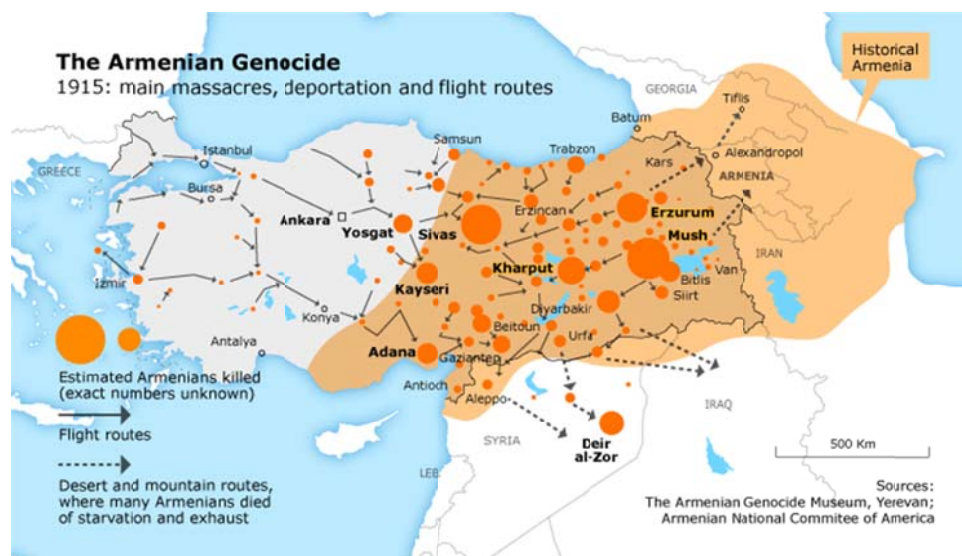 The Armenian Genocide
1915: main massacres, deportation and flight routes
Historical
Armenia
GEORGIA
Tiflis
Batum
Samsun
Trabzon
Kars
Alexandropol
Istanbul
GREECE
Bursa
ARMENIA
Ankara
Yosgat
Sivas
Erzincan
Erzurum
Mush
IRAN
Kharput
Van
Bitlis
Siirt
Izmir
Kayseri
Konya
Diyarbakir
Beitoun
Urfa
Antalya
Adana
Gaziantep
Antioch
Aleppo
IRAQ
SYRIA
Deir
al-Zor
LEB
Estimated Armenians killed
(exact numbers unknown)
Flight routes
Desert and mountain routes,
where many Armenians died
of starvation and exhaust
500 Km
Sources:
The Armenian Genocide Museum, Yerevan;
Armenian National Commitee of America